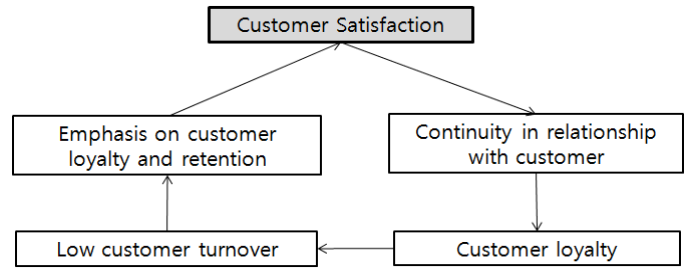 Customer Satisfaction
Emphasis on customer
loyalty and retention
Continuity in relationship
with customer
Low customer turnover
Customer loyalty